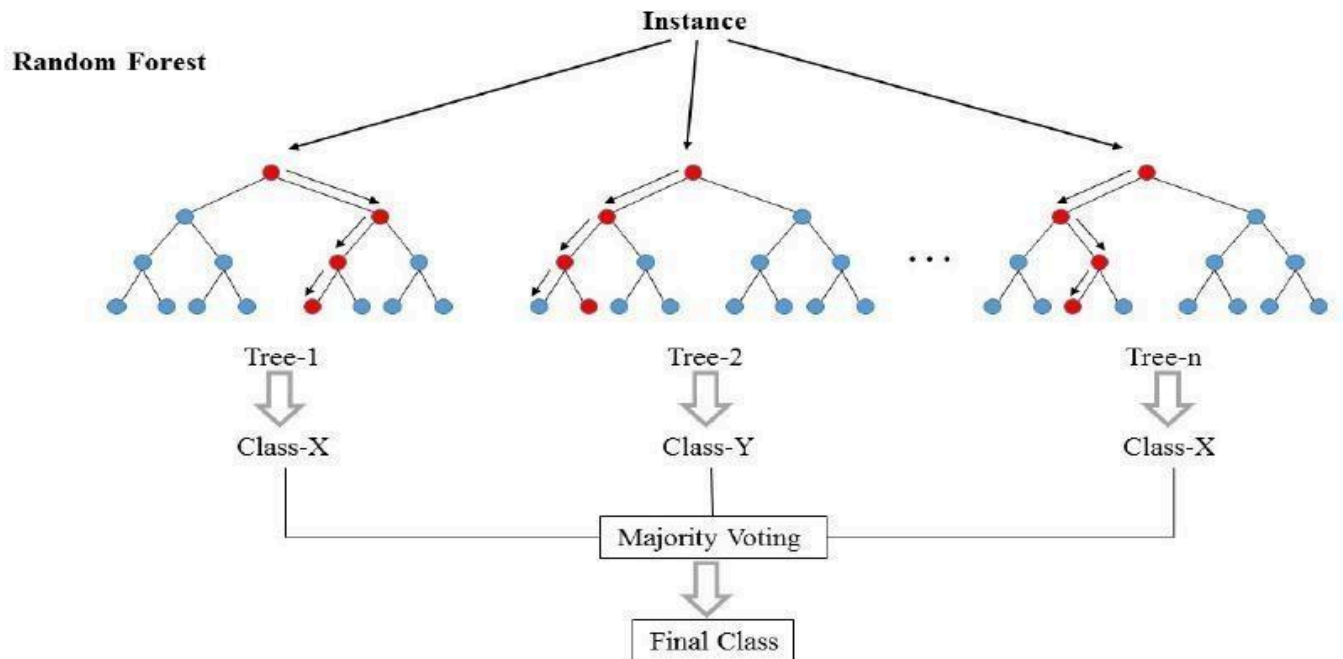 Instance
Random Forest
...
Tree-1
Tree-2
Tree-n
Class-X
Class-Y
Class-X
Majority Voting
Final Class